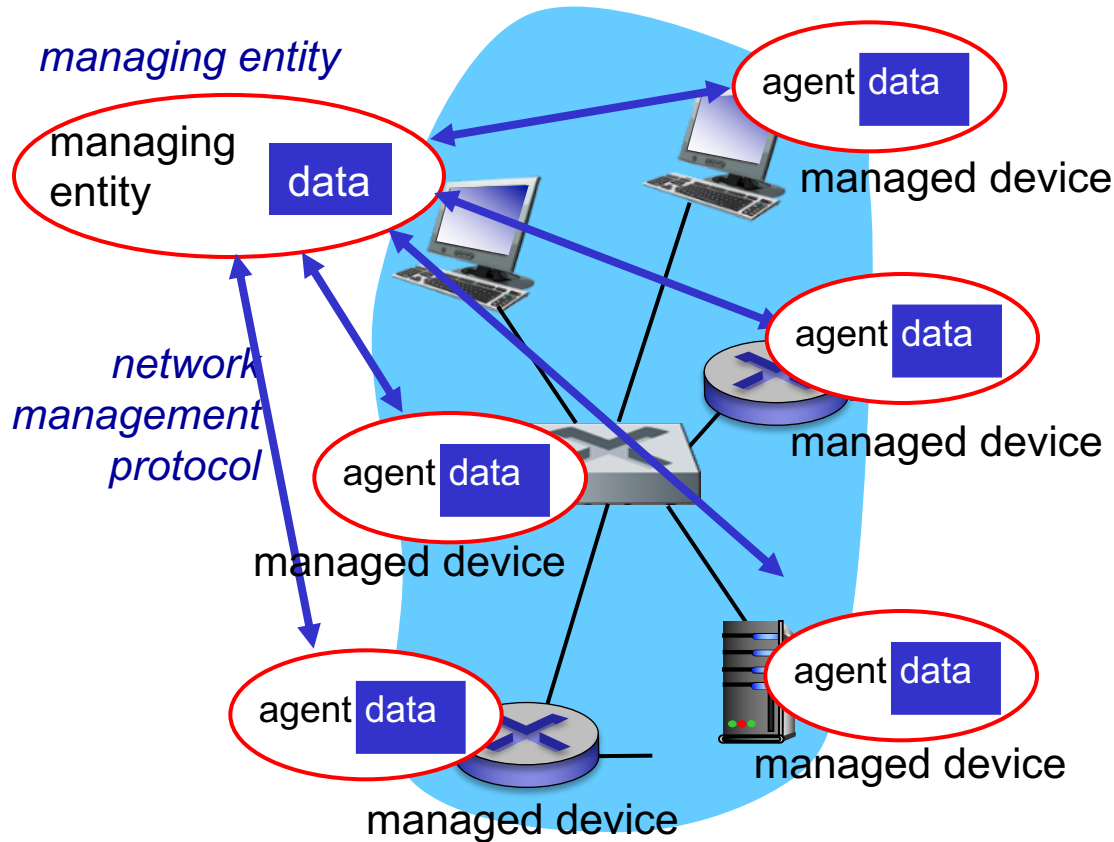 managing entity
managing
entity
data
agent data
managed device
agent data
managed device
network
management
protocol
agent data
managed device
agent data
managed device
agent data
managed device